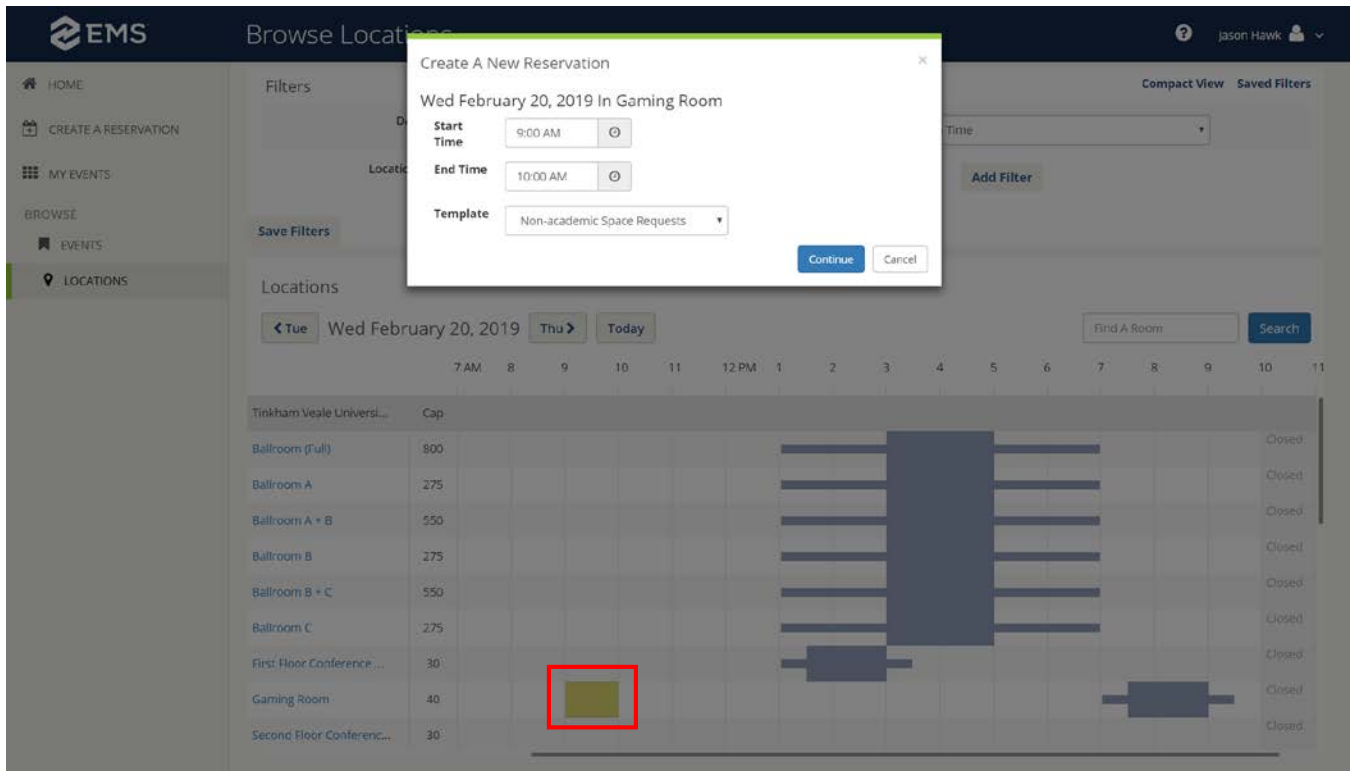 EMS
Browse Locations
Jason Hawk
HOME
CREATE A RESERVATION
MY EVENTS
BROWSE
EVENTS
LOCATIONS
Filters
Compact View Saved Filters
Time
Add Filter
Save Filters
Create A New Reservation
×
Wed February 20, 2019 In Gaming Room
Start Time 9:00 AM
End Time 10:00 AM
Template Non-academic Space Requests
Continue Cancel
Locations
Tue Wed February 20, 2019 Thu Today
Find A Room Search
7 AM 8 9 10 11 12 PM 1 2 3 4 5 6 7 8 9 10 11
Tinkham Veale Universi... Cap
Ballroom (Full) 800 Closed
Ballroom A 275 Closed
Ballroom A + B 550 Closed
Ballroom B 275 Closed
Ballroom B + C 550 Closed
Ballroom C 275 Closed
First Floor Conference ... 30 Closed
Gaming Room 40 Closed
Second Floor Conferenc... 30 Closed